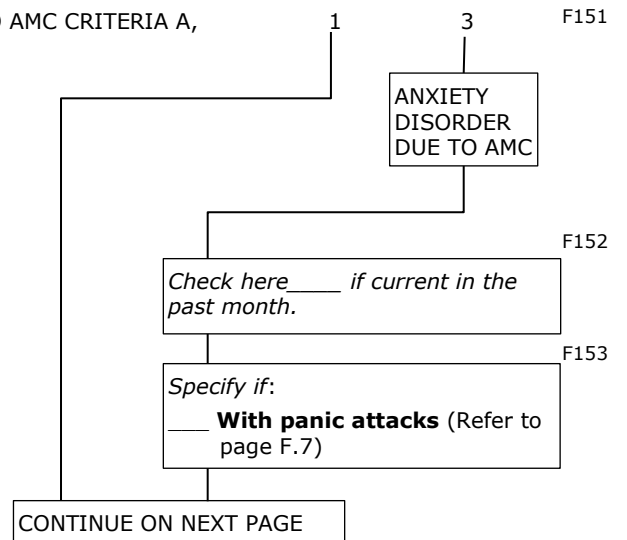 AMC CRITERIA A, 1 3 F151
ANXIETY
DISORDER
DUE TO AMC
F152
Check here____ if current in the
past month.
F153
Specify if:
___ With panic attacks (Refer to
page F.7)
CONTINUE ON NEXT PAGE